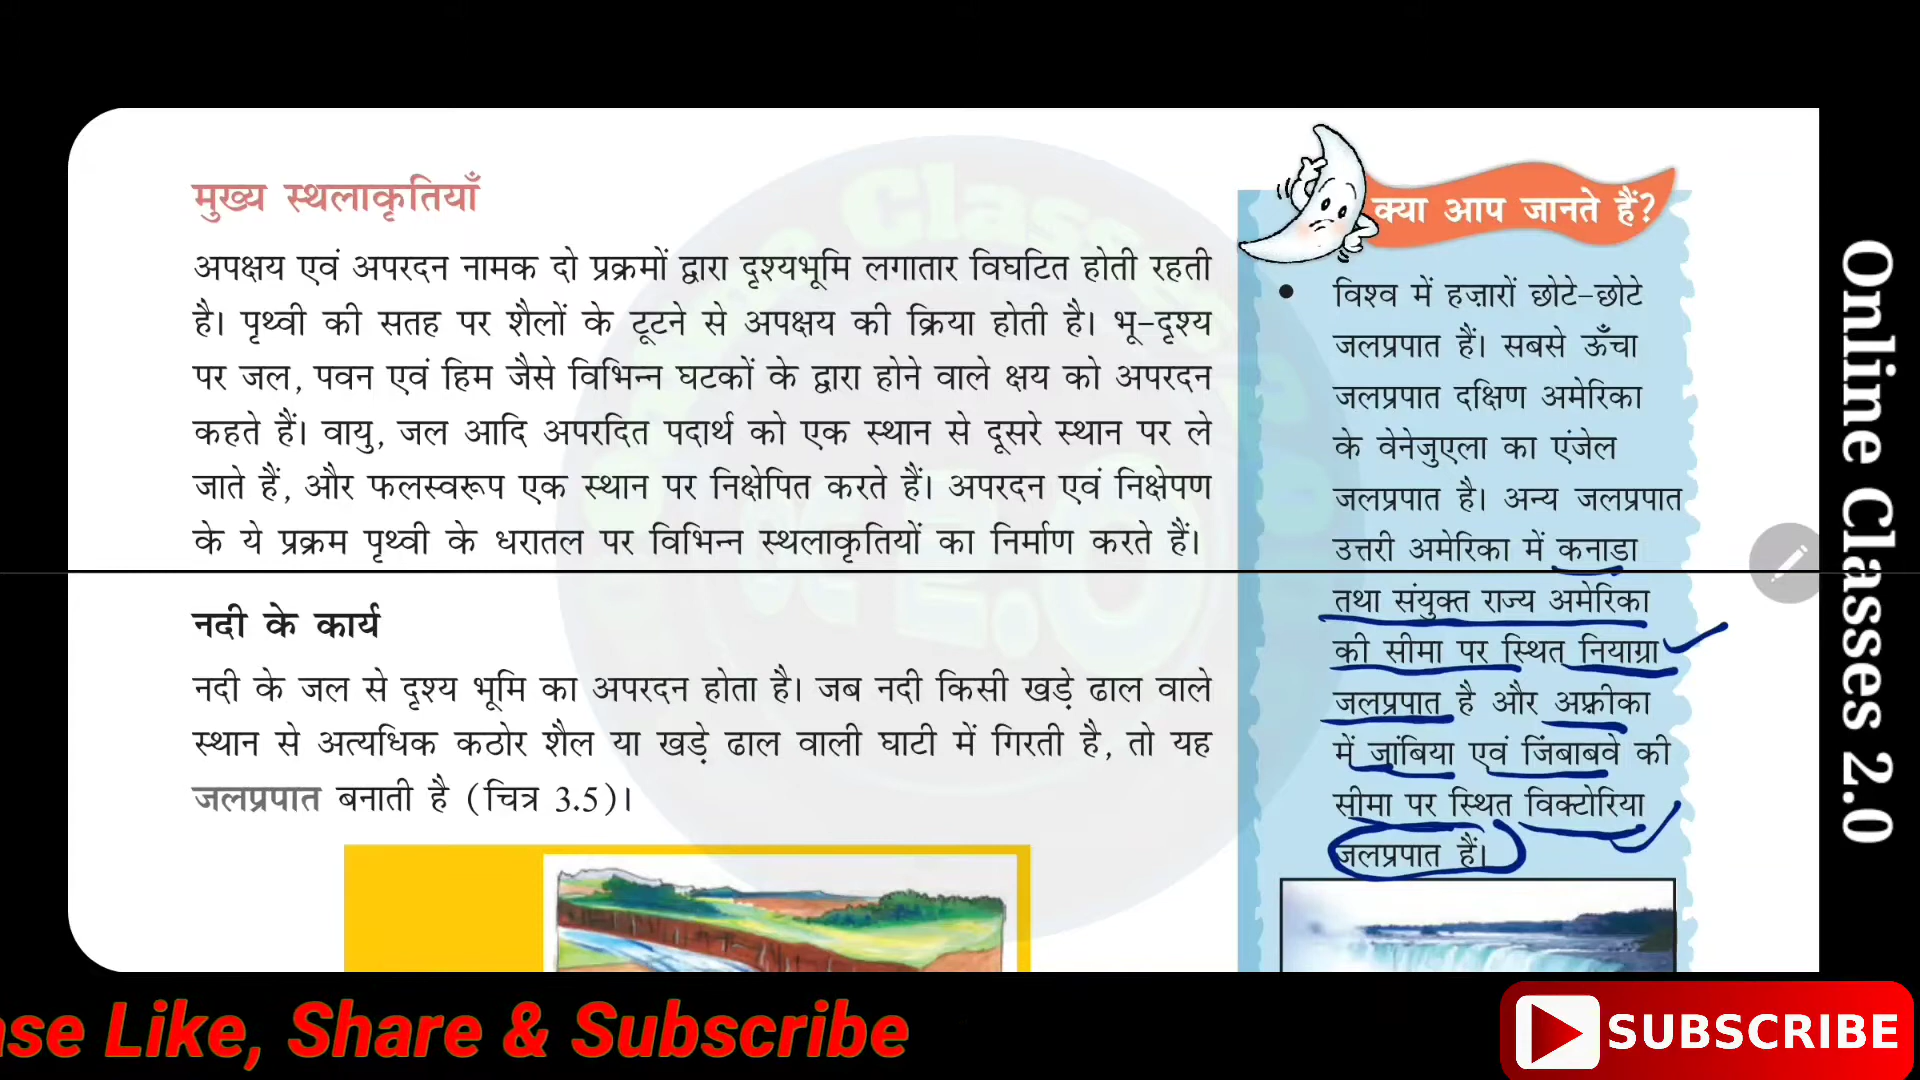 मुख्य स्थलाकृतियाँ
अपक्षय एवं अपरदन नामक दो प्रक्रमों द्वारा दृश्यभूमि लगातार विघटित होती रहती
है। पृथ्वी की सतह पर शैलों के टूटने से अपक्षय की क्रिया होती है। भू-दृश्य
पर जल, पवन एवं हिम जैसे विभिन्न घटकों के द्वारा होने वाले क्षय को अपरदन
कहते हैं। वायु, जल आदि अपरदित पदार्थ को एक स्थान से दूसरे स्थान पर ले
जाते हैं, और फलस्वरूप एक स्थान पर निक्षेपित करते हैं। अपरदन एवं निक्षेपण
के ये प्रक्रम पृथ्वी के धरातल पर विभिन्न स्थलाकृतियों का निर्माण करते हैं।
नदी के कार्य
नदी के जल से दृश्य भूमि का अपरदन होता है। जब नदी किसी खड़े ढाल वाले
स्थान से अत्यधिक कठोर शैल या खड़े ढाल वाली घाटी में गिरती है, तो यह
जलप्रपात बनाती है (चित्र 3.5)।
क्या आप जानते हैं?
• विश्व में हज़ारों छोटे-छोटे
जलप्रपात हैं। सबसे ऊँचा
जलप्रपात दक्षिण अमेरिका
के वेनेजुएला का एंजेल
जलप्रपात है। अन्य जलप्रपात
उत्तरी अमेरिका में कनाडा
तथा संयुक्त राज्य अमेरिका
की सीमा पर स्थित नियाग्रा
जलप्रपात है और अफ़्रीका
में जांबिया एवं जिंबाबवे की
सीमा पर स्थित विक्टोरिया
जलप्रपात हैं।
Online Classes 2.0
ase Like, Share & Subscribe
SUBSCRIBE